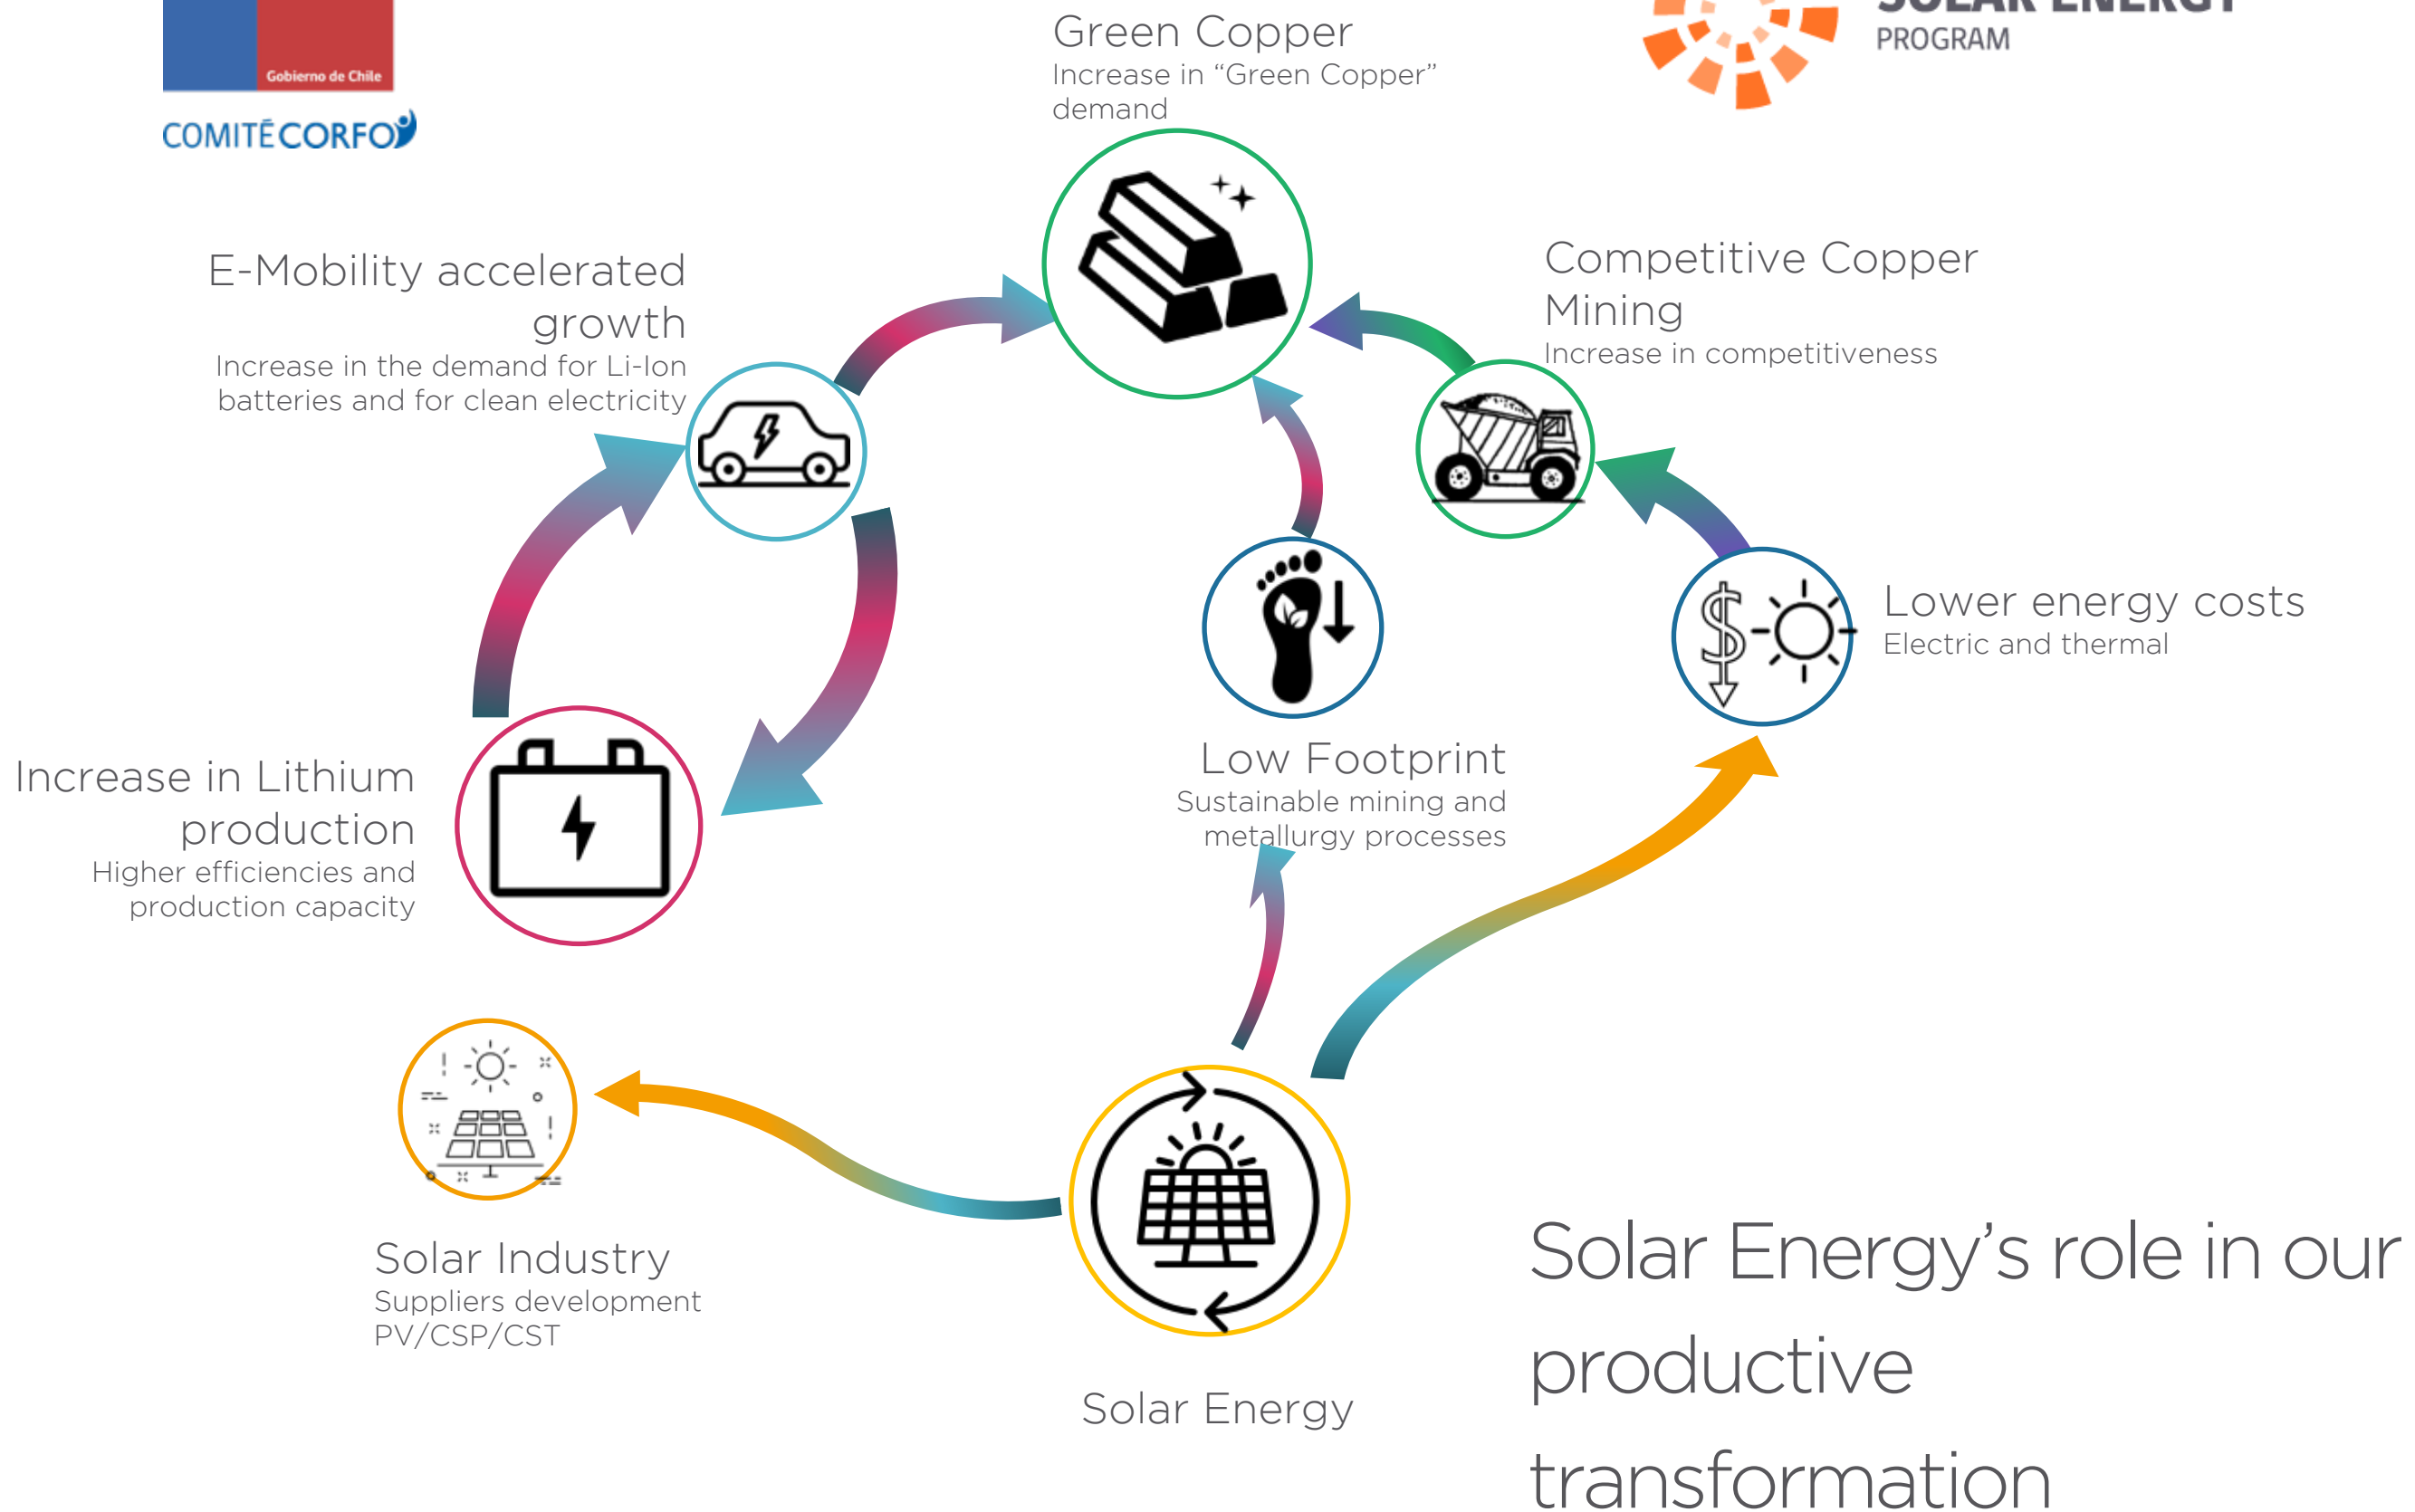 Gobierno de Chile
COMITÉ CORFO
SOLAR ENERGY
PROGRAM
Green Copper
Increase in “Green Copper”
demand
E-Mobility accelerated
growth
Increase in the demand for Li-Ion
batteries and for clean electricity
Competitive Copper
Mining
Increase in competitiveness
Lower energy costs
Electric and thermal
Low Footprint
Sustainable mining and
metallurgy processes
Increase in Lithium
production
Higher efficiencies and
production capacity
Solar Industry
Suppliers development
PV/CSP/CST
Solar Energy
Solar Energy’s role in our
productive
transformation